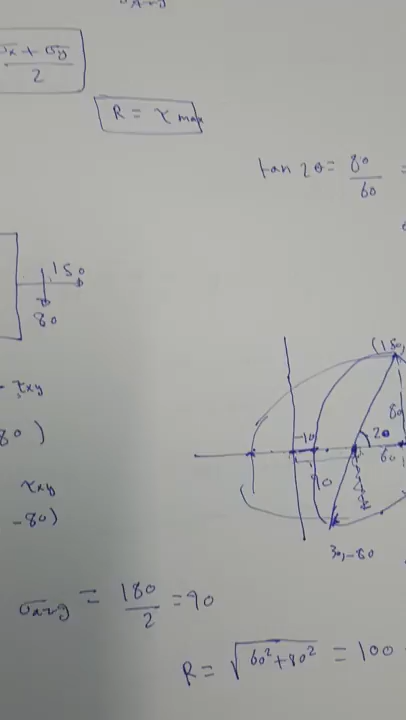 σx + σy
2
R = τ max
tan 2θ = 80
60
150
80
τxy
80 )
τxy
-80)
(150,
80
2θ
60
-10
90
30, -80
σavg = 180 = 90
2
R = √60² + 80² = 100